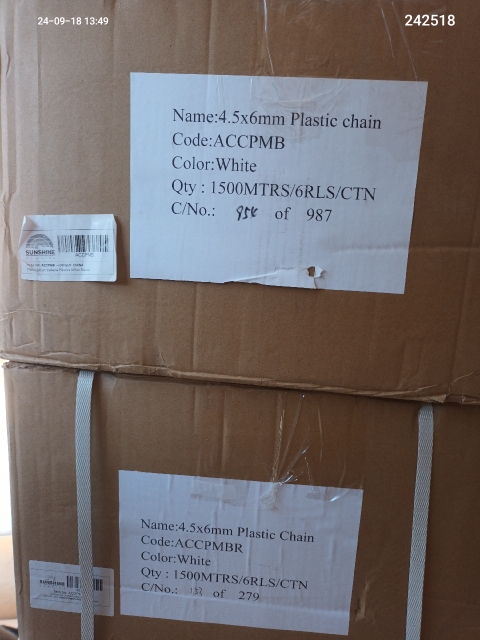 24-09-18 13:49
242518
Name:4.5x6mm Plastic chain
Code:ACCPMB
Color:White
Qty : 1500MTRS/6RLS/CTN
C/No.: 954 of 987
SUNSHINE
ACCPMB
Name:4.5x6mm Plastic Chain
Code:ACCPMBR
Color:White
Qty : 1500MTRS/6RLS/CTN
C/No.: of 279
SUNSHINE